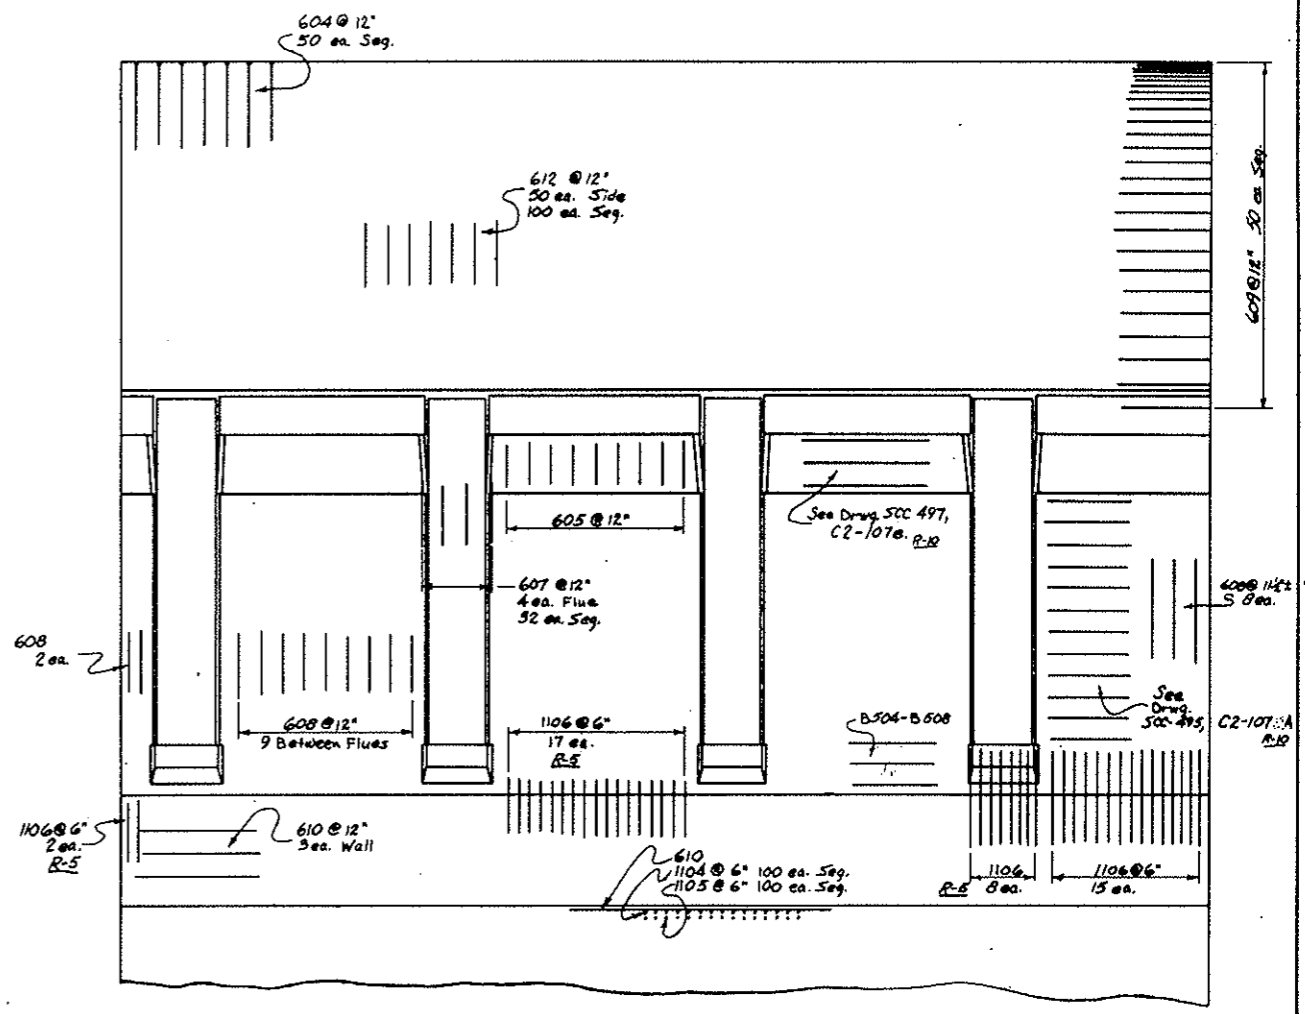 604 @ 12"
50 ea. Seg.
612 @ 12"
50 ea. Side
100 ea. Seg.
609 @ 12" 50 ea Seg.
605 @ 12"
See Drwg. SCC 497,
C2-107B. R-10
607 @ 12"
4 ea. Flue
32 ea. Seg.
608 @
S 8 ea.
608
2 ea.
608 @ 12"
9 Between Flues
1106 @ 6"
17 ea.
R-5
B504-B508
See
Drwg.
SCC-495, C2-107 A
R-10
1106 @ 6"
2 ea.
R-5
610 @ 12"
3 ea. Wall
610
1104 @ 6" 100 ea. Seg.
1105 @ 6" 100 ea. Seg.
1106
8 ea.
1106 @ 6"
15 ea.